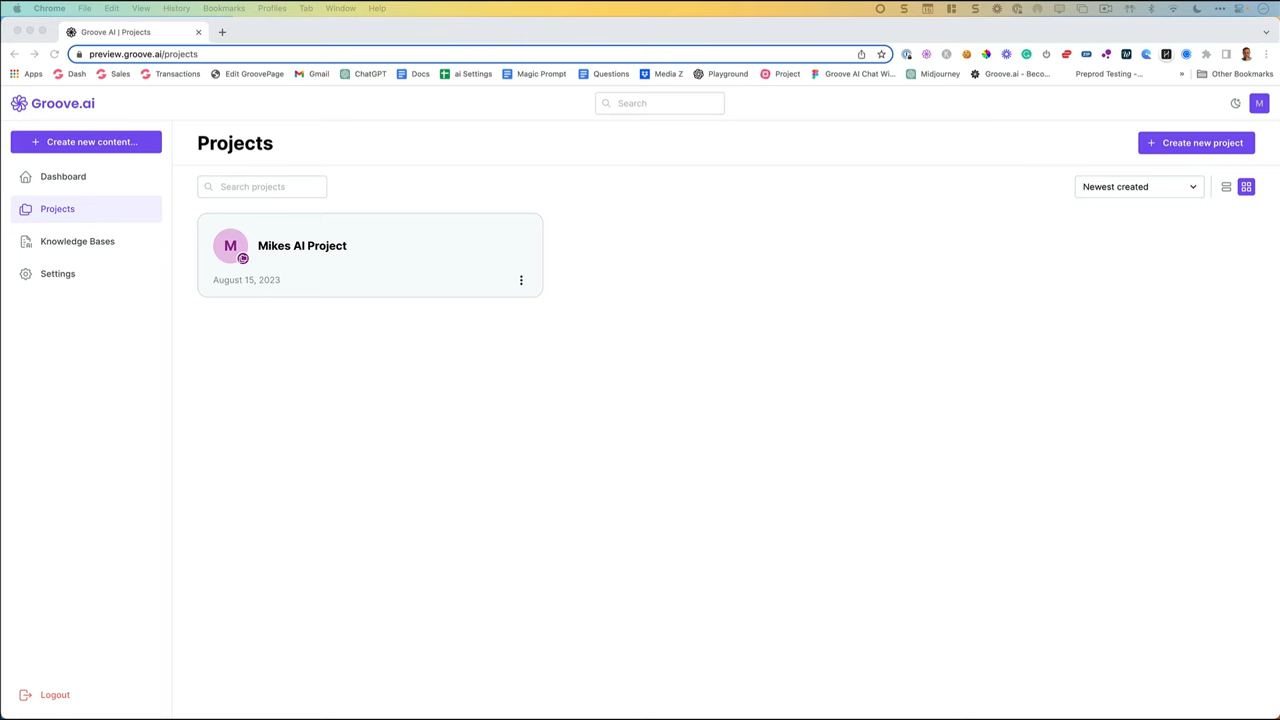 Chrome File Edit View History Bookmarks Profiles Tab Window Help
Groove AI | Projects
preview.groove.ai/projects
Apps Dash Sales Transactions Edit GroovePage Gmail ChatGPT Docs ai Settings Magic Prompt Questions Media Z Playground Project Groove AI Chat Wi... Midjourney Groove.ai - Beco... Preprod Testing -... » Other Bookmarks
Groove.ai
Search
M
+ Create new content...
Projects
+ Create new project
Dashboard
Search projects
Newest created
Projects
M
Mikes AI Project
Knowledge Bases
August 15, 2023
Settings
Logout